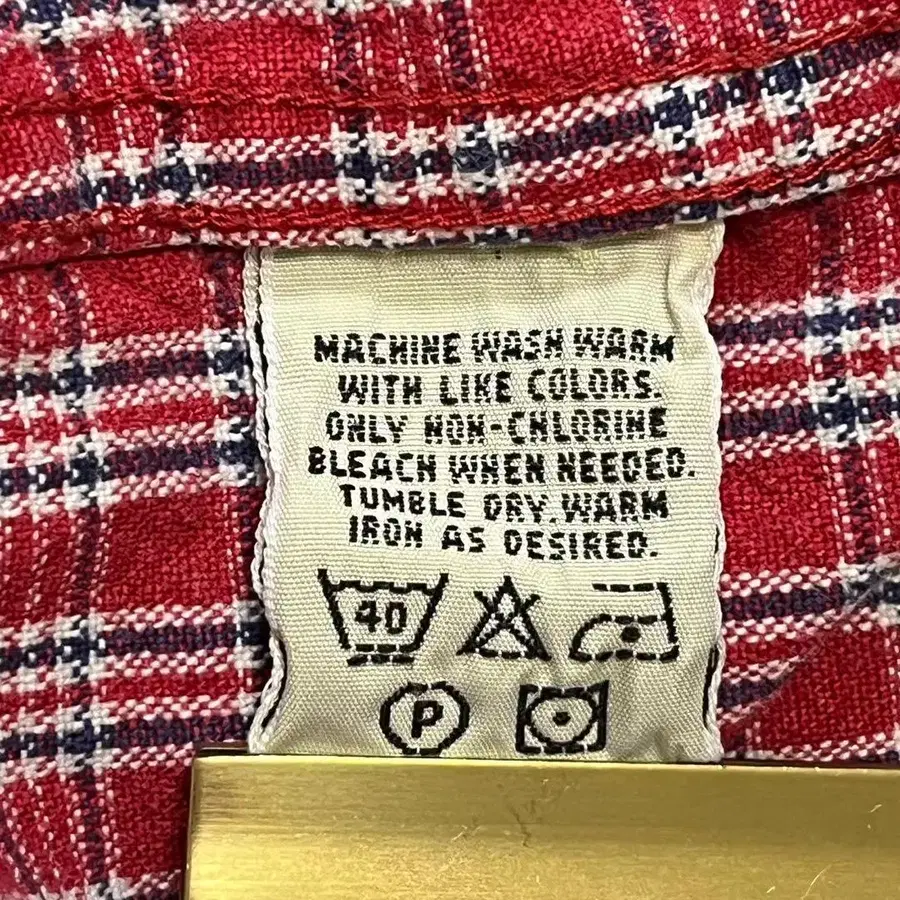 MACHINE WASH WARM
WITH LIKE COLORS.
ONLY NON-CHLORINE
BLEACH WHEN NEEDED.
TUMBLE DRY. WARM
IRON AS DESIRED.
40
P